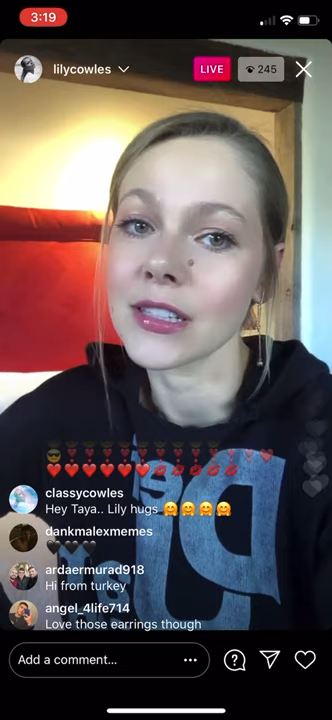 3:19
lilycowles
LIVE
245
classycowles
Hey Taya.. Lily hugs 🤗🤗🤗🤗
dankmalexmemes
🖤🖤🖤
ardaermurad918
Hi from turkey
angel_4life714
Love those earrings though
Add a comment...